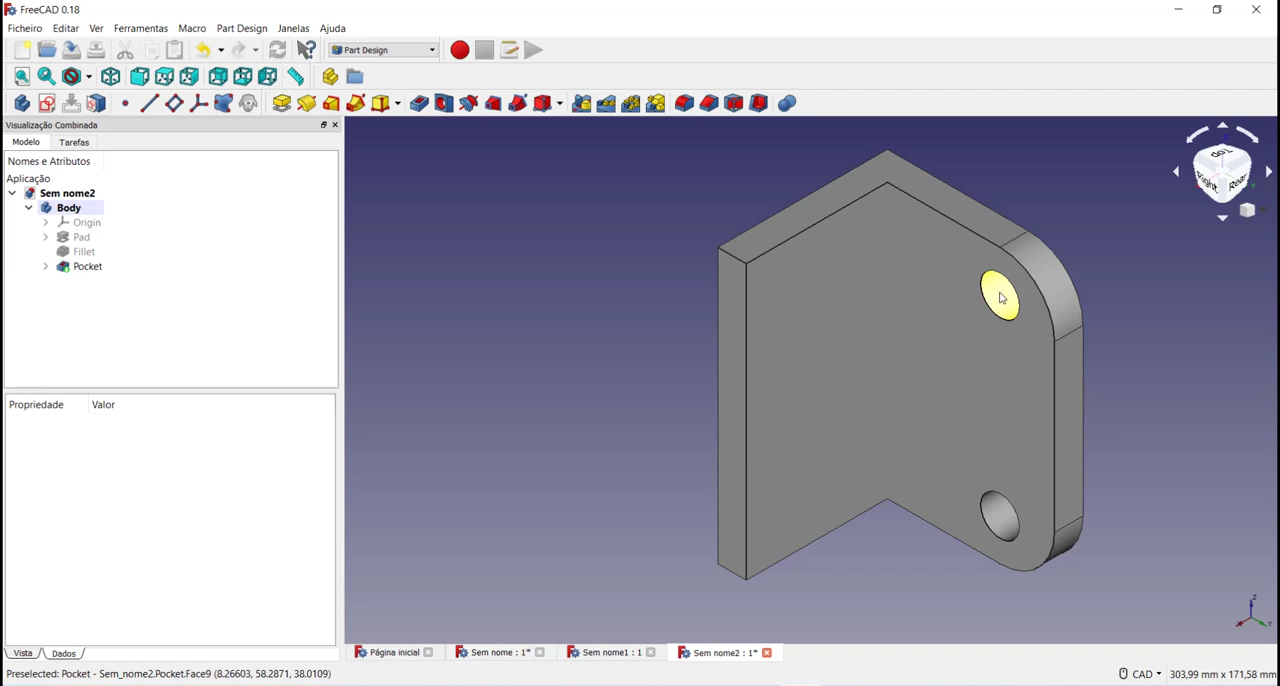 FreeCAD 0.18
Ficheiro Editar Ver Ferramentas Macro Part Design Janelas Ajuda
Part Design
Visualização Combinada
Modelo Tarefas
Nomes e Atributos
Aplicação
Sem nome2
Body
Origin
Pad
Fillet
Pocket
Top
Right Rear
Z
Y
Propriedade Valor
Vista Dados
Página inicial Sem nome : 1* Sem nome1 : 1 Sem nome2 : 1*
Preselected: Pocket - Sem_nome2.Pocket.Face9 (8.26603, 58.2871, 38.0109) CAD 303,99 mm x 171,58 mm